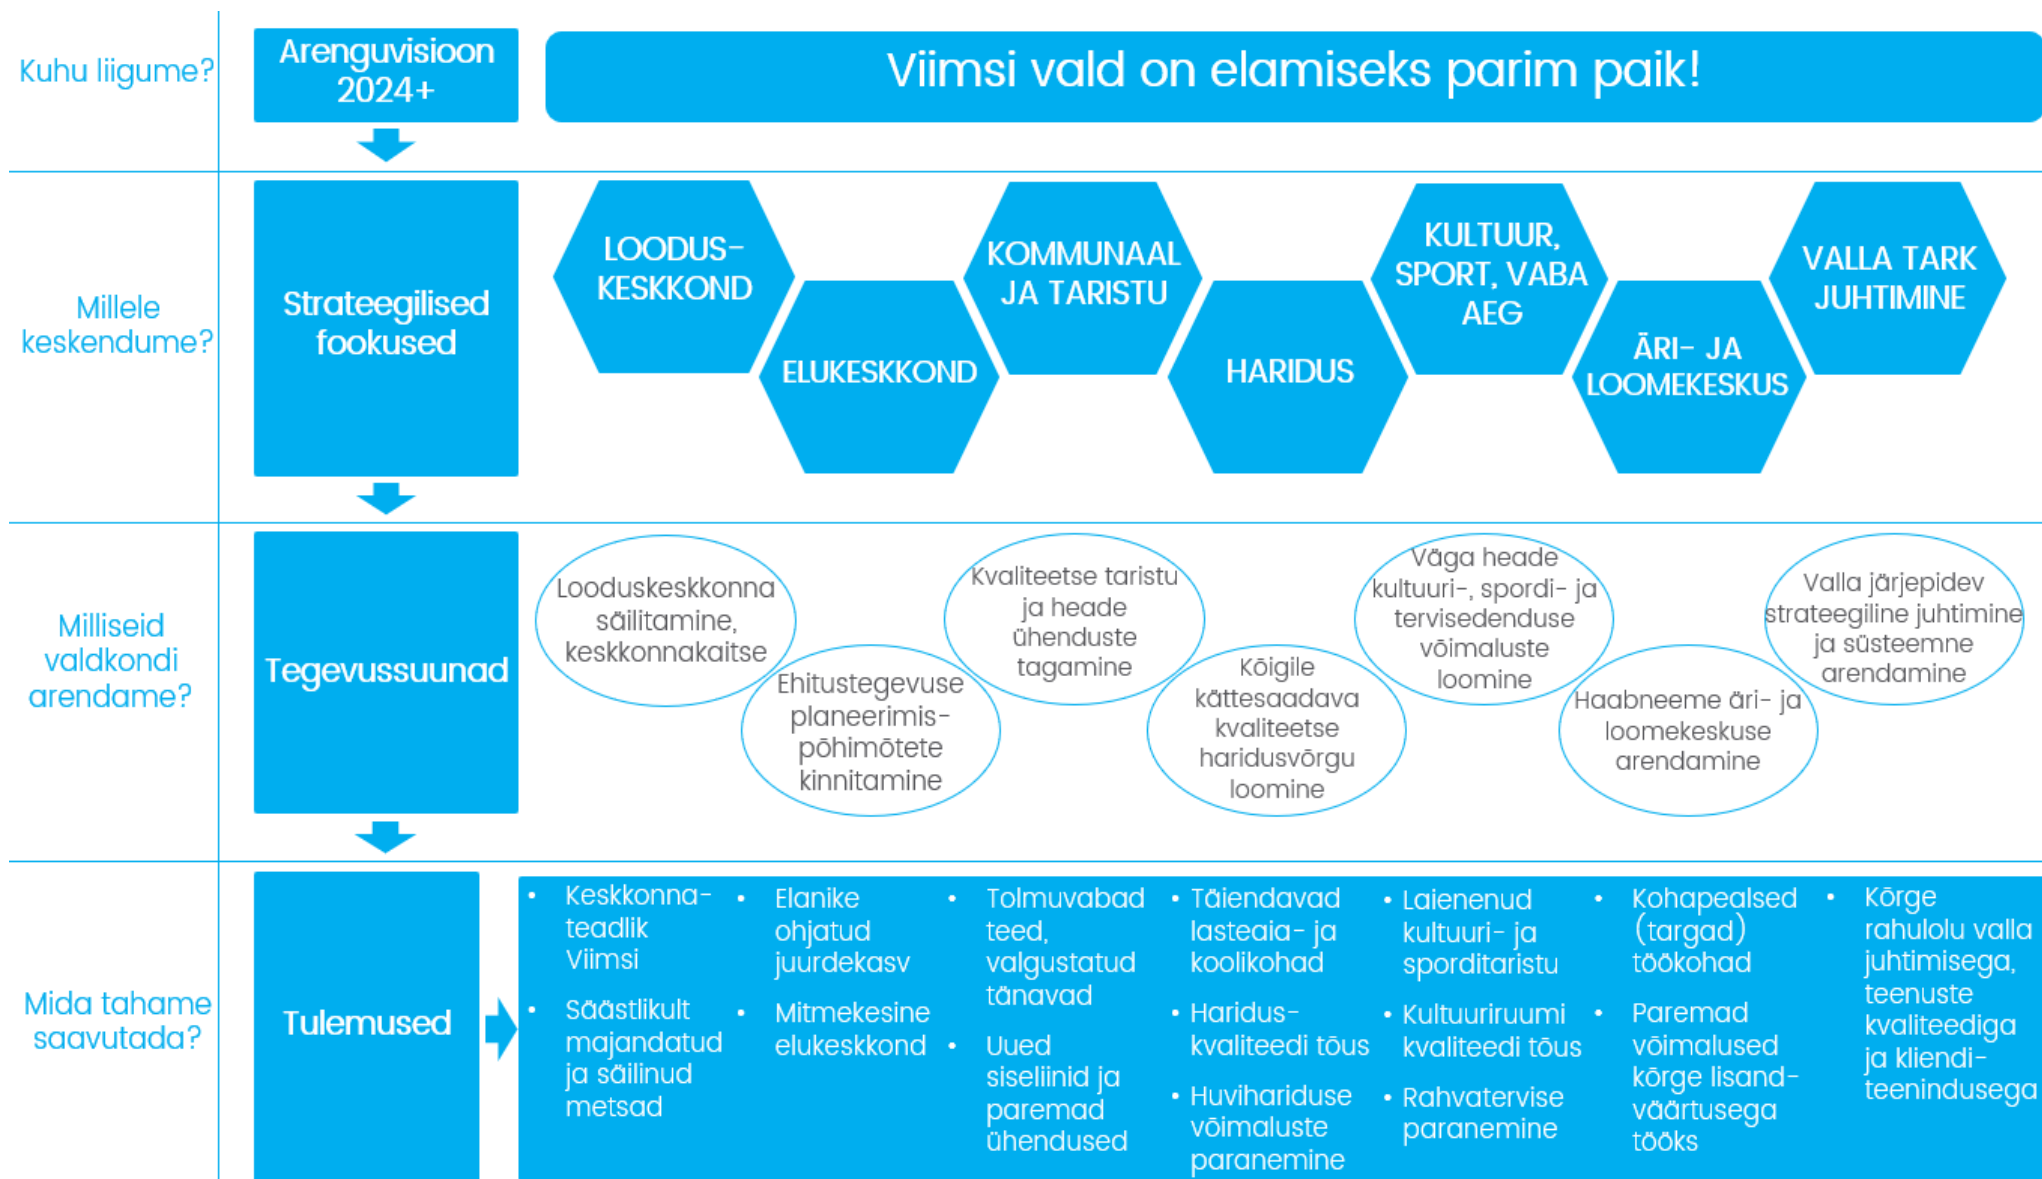 Kuhu liigume?
Arenguvisioon
2024+
Viimsi vald on elamiseks parim paik!
Millele
keskendume?
Strateegilised
fookused
LOODUS-
KESKKOND
ELUKESKKOND
KOMMUNAAL
JA TARISTU
HARIDUS
KULTUUR,
SPORT, VABA
AEG
ÄRI- JA
LOOMEKESKUS
VALLA TARK
JUHTIMINE
Milliseid
valdkondi
arendame?
Tegevussuunad
Looduskeskkonna
säilitamine,
keskkonnakaitse
Ehitustegevuse
planeerimis-
põhimõtete
kinnitamine
Kvaliteetse taristu
ja heade
ühenduste
tagamine
Kõigile
kättesaadava
kvaliteetse
haridusvõrgu
loomine
Väga heade
kultuuri-, spordi- ja
tervisedenduse
võimaluste
loomine
Haabneeme äri- ja
loomekeskuse
arendamine
Valla järjepidev
strateegiline juhtimine
ja süsteemne
arendamine
Mida tahame
saavutada?
Tulemused
• Keskkonna-
teadlik
Viimsi
• Säästlikult
majandatud
ja säilinud
metsad
• Elanike
ohjatud
juurdekasv
• Mitmekesine
elukeskkond
• Tolmuvabad
teed,
valgustatud
tänavad
• Uued
siseliinid ja
paremad
ühendused
• Täiendavad
lasteaia- ja
koolikohad
• Haridus-
kvaliteedi tõus
• Huvihariduse
võimaluste
paranemine
• Laienenud
kultuuri- ja
sporditaristu
• Kultuuriruumi
kvaliteedi tõus
• Rahvatervise
paranemine
• Kohapealsed
(targad)
töökohad
• Paremad
võimalused
kõrge lisand-
väärtusega
tööks
• Kõrge
rahulolu valla
juhtimisega,
teenuste
kvaliteediga
ja kliendi-
teenindusega